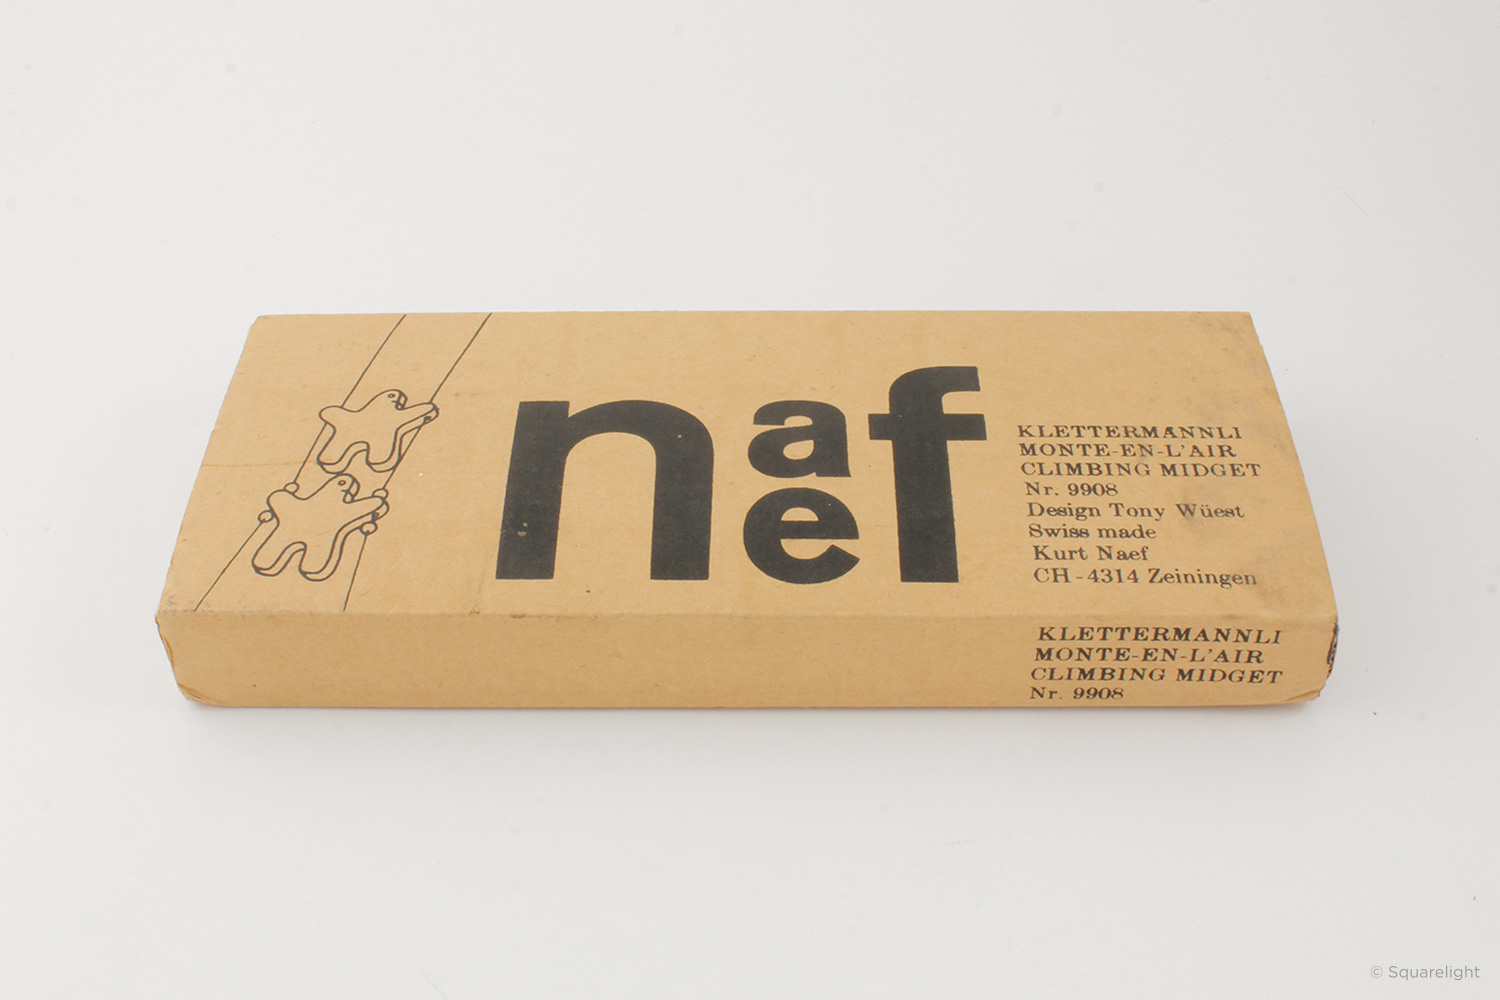 naef
KLETTERMÄNNLI
MONTE-EN-L'AIR
CLIMBING MIDGET
Nr. 9908
Design Tony Wüest
Swiss made
Kurt Naef
CH-4314 Zeiningen
KLETTERMANNLI
MONTE-EN-L'AIR
CLIMBING MIDGET
Nr. 9908
© Squarelight